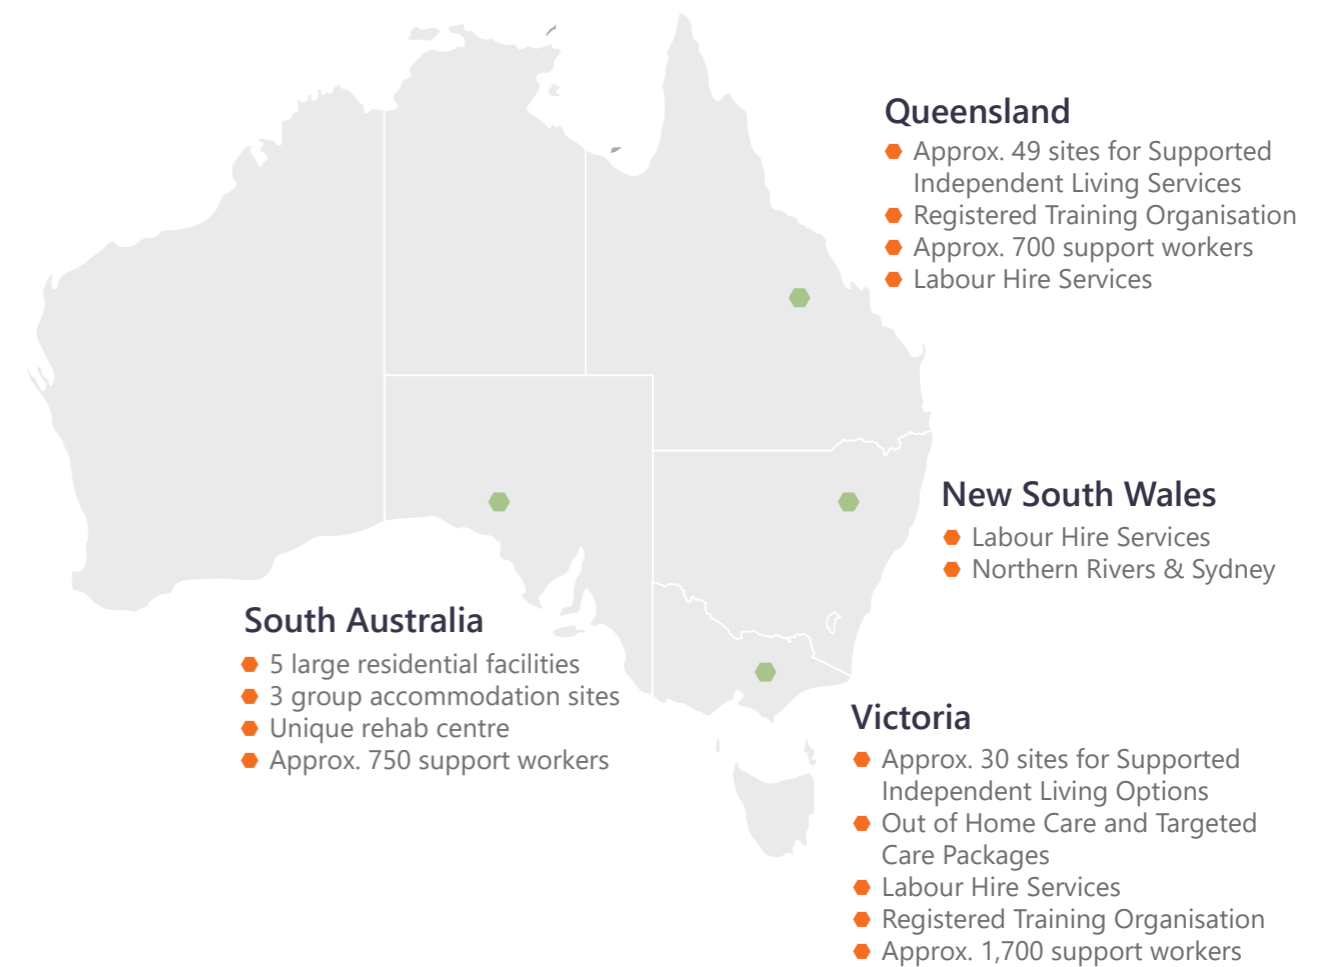 Queensland
Approx. 49 sites for Supported
Independent Living Services
Registered Training Organisation
Approx. 700 support workers
Labour Hire Services
New South Wales
Labour Hire Services
Northern Rivers & Sydney
South Australia
5 large residential facilities
3 group accommodation sites
Unique rehab centre
Approx. 750 support workers
Victoria
Approx. 30 sites for Supported
Independent Living Options
Out of Home Care and Targeted
Care Packages
Labour Hire Services
Registered Training Organisation
Approx. 1,700 support workers